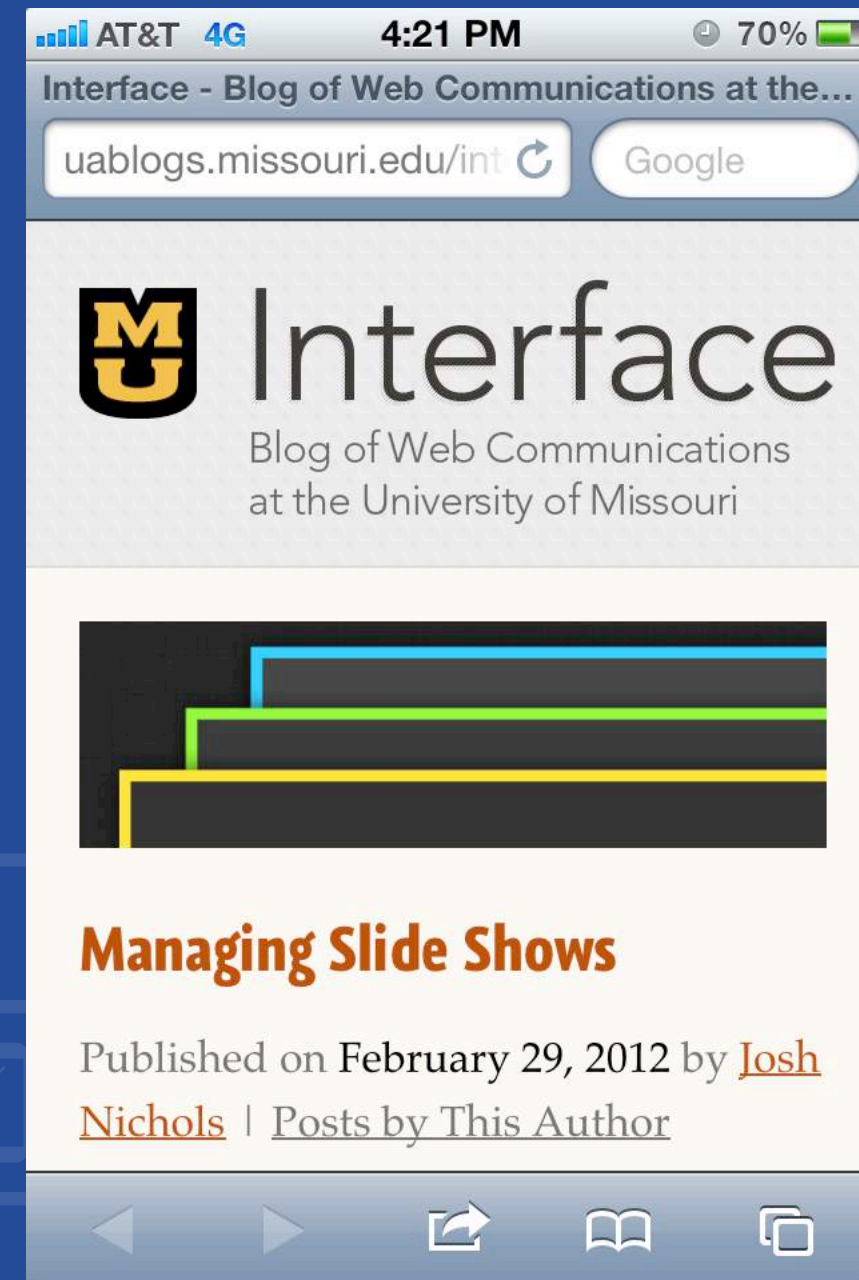 AT&T 4G 4:21 PM 70%
Interface - Blog of Web Communications at the...
uablogs.missouri.edu/int Google
MU Interface
Blog of Web Communications
at the University of Missouri
Managing Slide Shows
Published on February 29, 2012 by Josh
Nichols | Posts by This Author